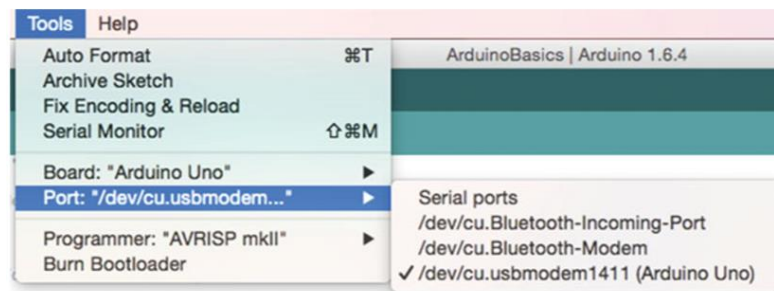 Tools Help
Auto Format ⌘T
ArduinoBasics | Arduino 1.6.4
Archive Sketch
Fix Encoding & Reload
Serial Monitor ⇧⌘M
Board: "Arduino Uno" ▶
Port: "/dev/cu.usbmodem..." ▶
Programmer: "AVRISP mkII" ▶
Burn Bootloader
Serial ports
/dev/cu.Bluetooth-Incoming-Port
/dev/cu.Bluetooth-Modem
✓ /dev/cu.usbmodem1411 (Arduino Uno)